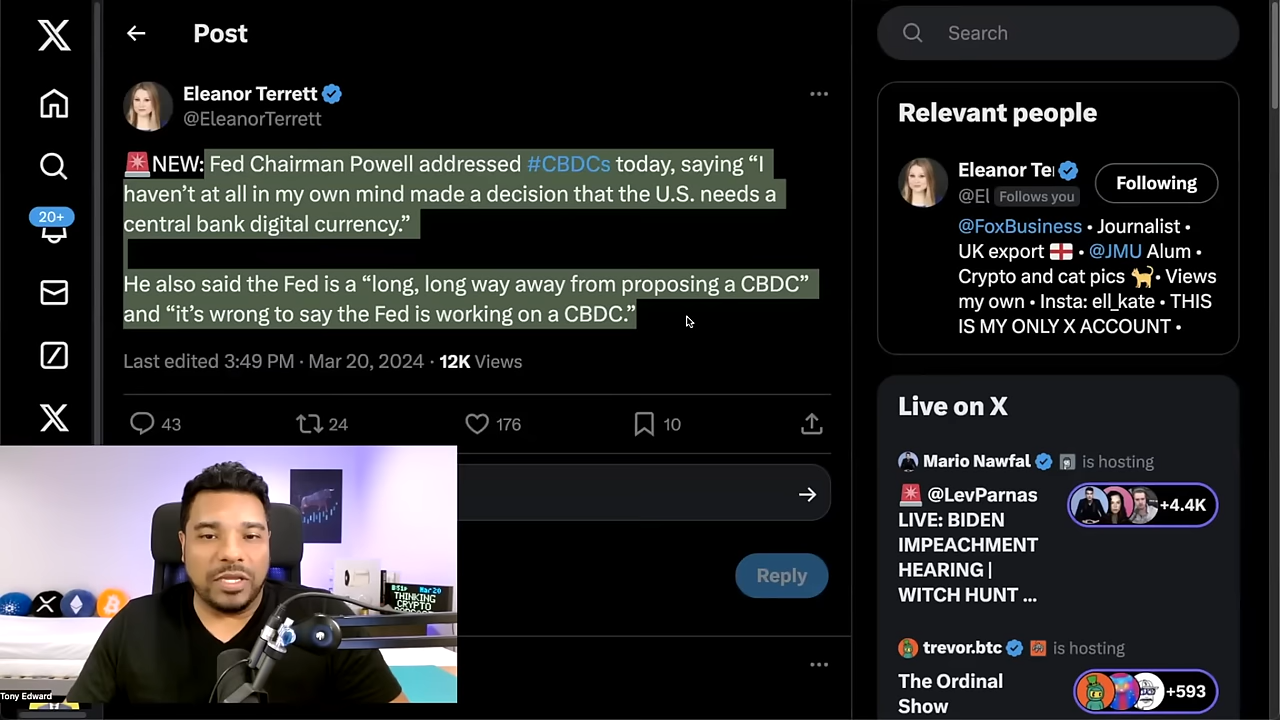 Post
Search
Eleanor Terrett
@EleanorTerrett
🚨NEW: Fed Chairman Powell addressed #CBDCs today, saying “I
haven’t at all in my own mind made a decision that the U.S. needs a
central bank digital currency.”
He also said the Fed is a “long, long way away from proposing a CBDC”
and “it’s wrong to say the Fed is working on a CBDC.”
Last edited 3:49 PM · Mar 20, 2024 · 12K Views
43
24
176
10
Reply
20+
Relevant people
Eleanor Te
@El Follows you
Following
@FoxBusiness • Journalist •
UK export 🏴󠁧󠁢󠁥󠁮󠁧󠁿 • @JMU Alum •
Crypto and cat pics 🐈 • Views
my own • Insta: ell_kate • THIS
IS MY ONLY X ACCOUNT •
Live on X
Mario Nawfal is hosting
🚨 @LevParnas
LIVE: BIDEN
IMPEACHMENT
HEARING |
WITCH HUNT ...
+4.4K
trevor.btc is hosting
The Ordinal
Show
+593
Mar20
THINKING
CRYPTO
Tony Edward